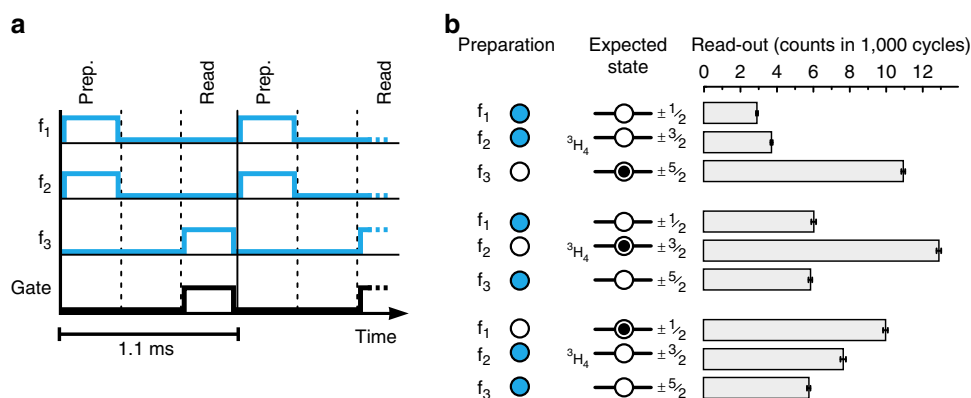 a
Prep. Read Prep. Read
f₁
f₂
f₃
Gate
Time
1.1 ms
b
Preparation Expected state Read-out (counts in 1,000 cycles)
0 2 4 6 8 10 12
f₁ ±1/2
f₂ ³H₄ ±3/2
f₃ ±5/2
f₁ ±1/2
f₂ ³H₄ ±3/2
f₃ ±5/2
f₁ ±1/2
f₂ ³H₄ ±3/2
f₃ ±5/2